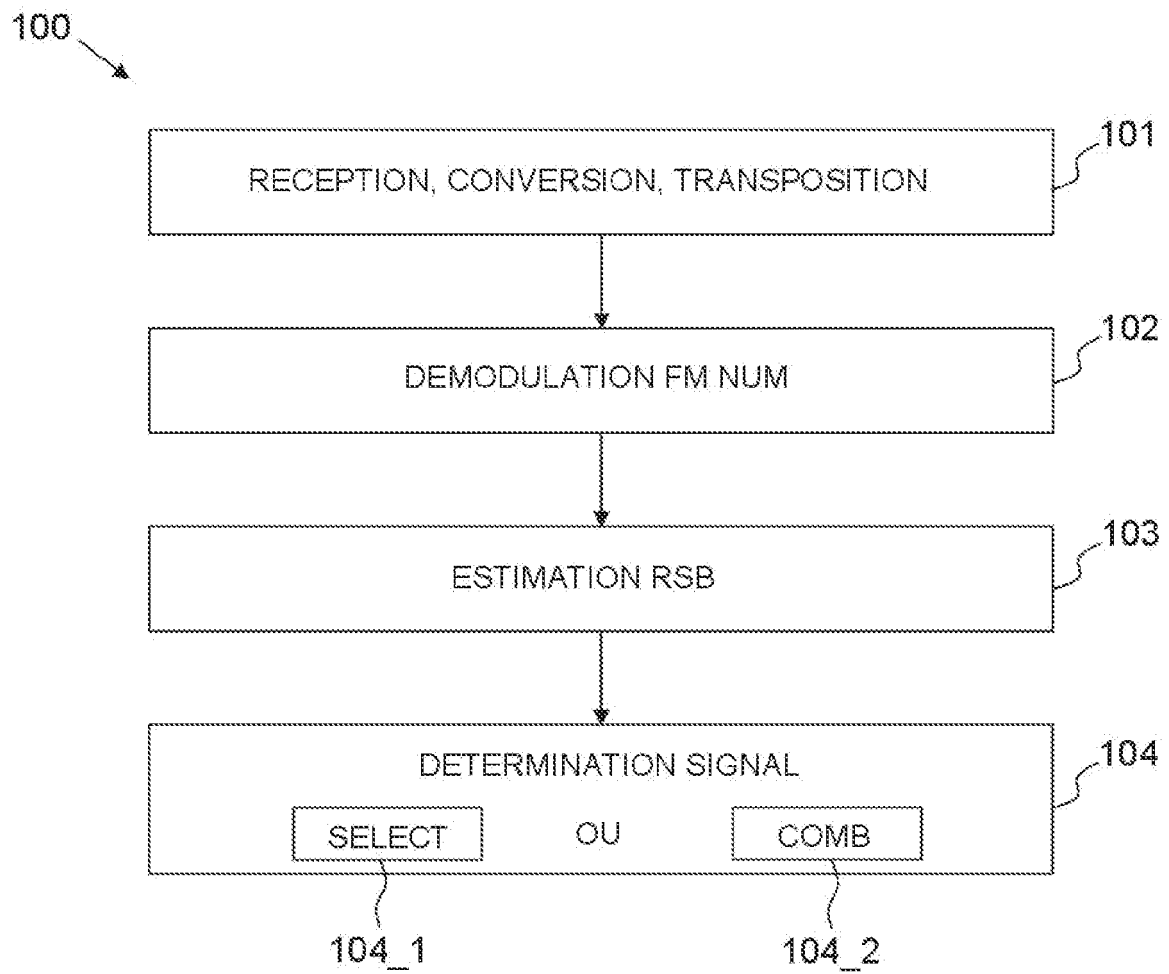 100
101
RECEPTION, CONVERSION, TRANSPOSITION
102
DEMODULATION FM NUM
103
ESTIMATION RSB
104
DETERMINATION SIGNAL
SELECT OU COMB
104_1 104_2